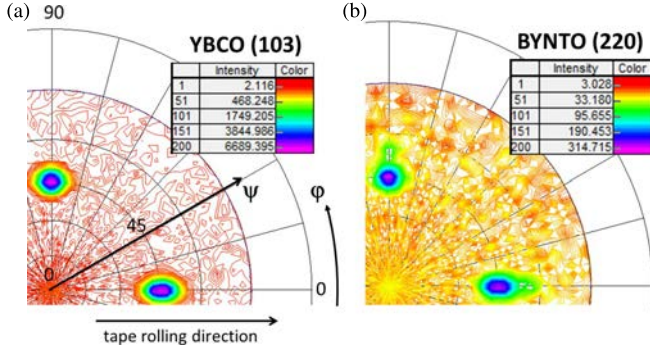 (a)
90
YBCO (103)
Intensity Color
1 2.116
51 468.248
101 1749.205
151 3844.986
200 6689.395
ψ
φ
45
0
0
tape rolling direction
(b)
BYNTO (220)
Intensity Color
1 3.028
51 33.180
101 95.655
151 190.453
200 314.715